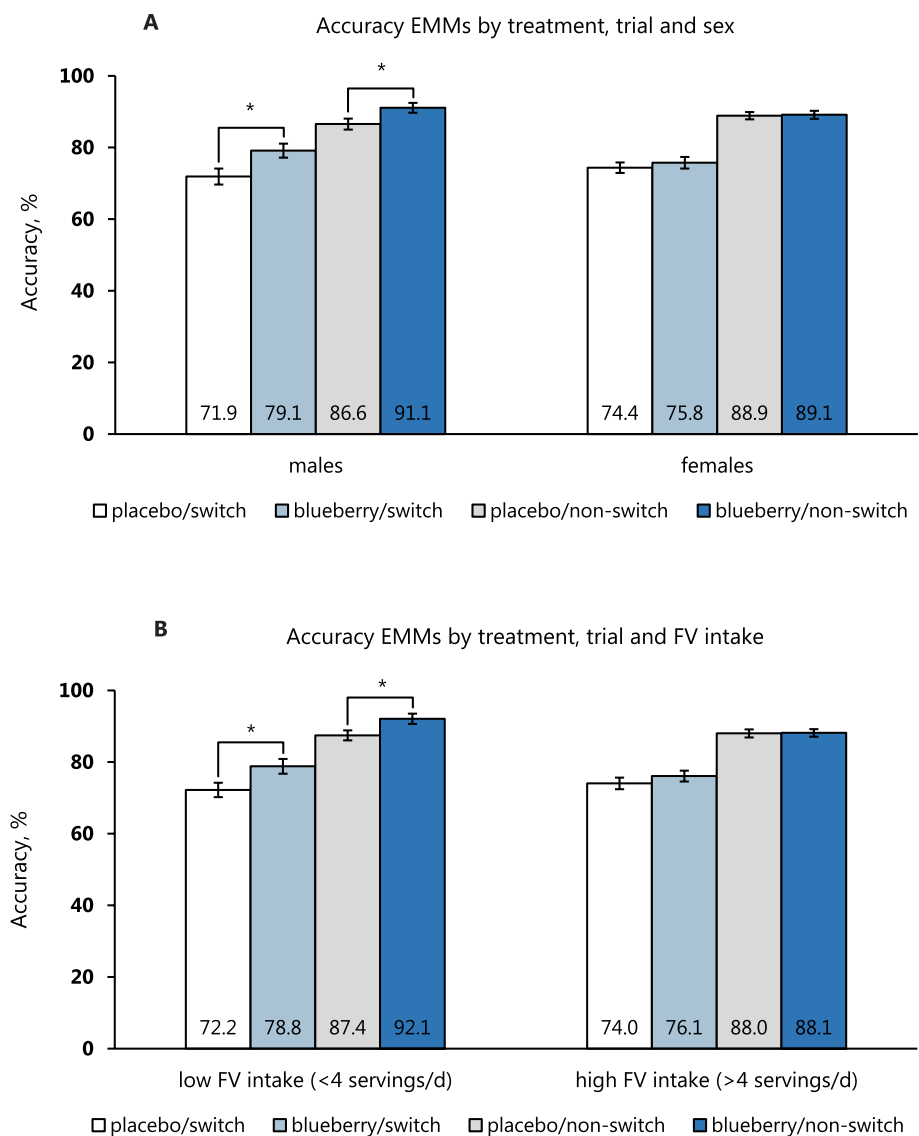 A
Accuracy EMMs by treatment, trial and sex
Accuracy, %
100
80
60
40
20
0
*
*
71.9 79.1 86.6 91.1 74.4 75.8 88.9 89.1
males females
placebo/switch blueberry/switch placebo/non-switch blueberry/non-switch
B
Accuracy EMMs by treatment, trial and FV intake
Accuracy, %
100
80
60
40
20
0
*
*
72.2 78.8 87.4 92.1 74.0 76.1 88.0 88.1
low FV intake (<4 servings/d) high FV intake (>4 servings/d)
placebo/switch blueberry/switch placebo/non-switch blueberry/non-switch